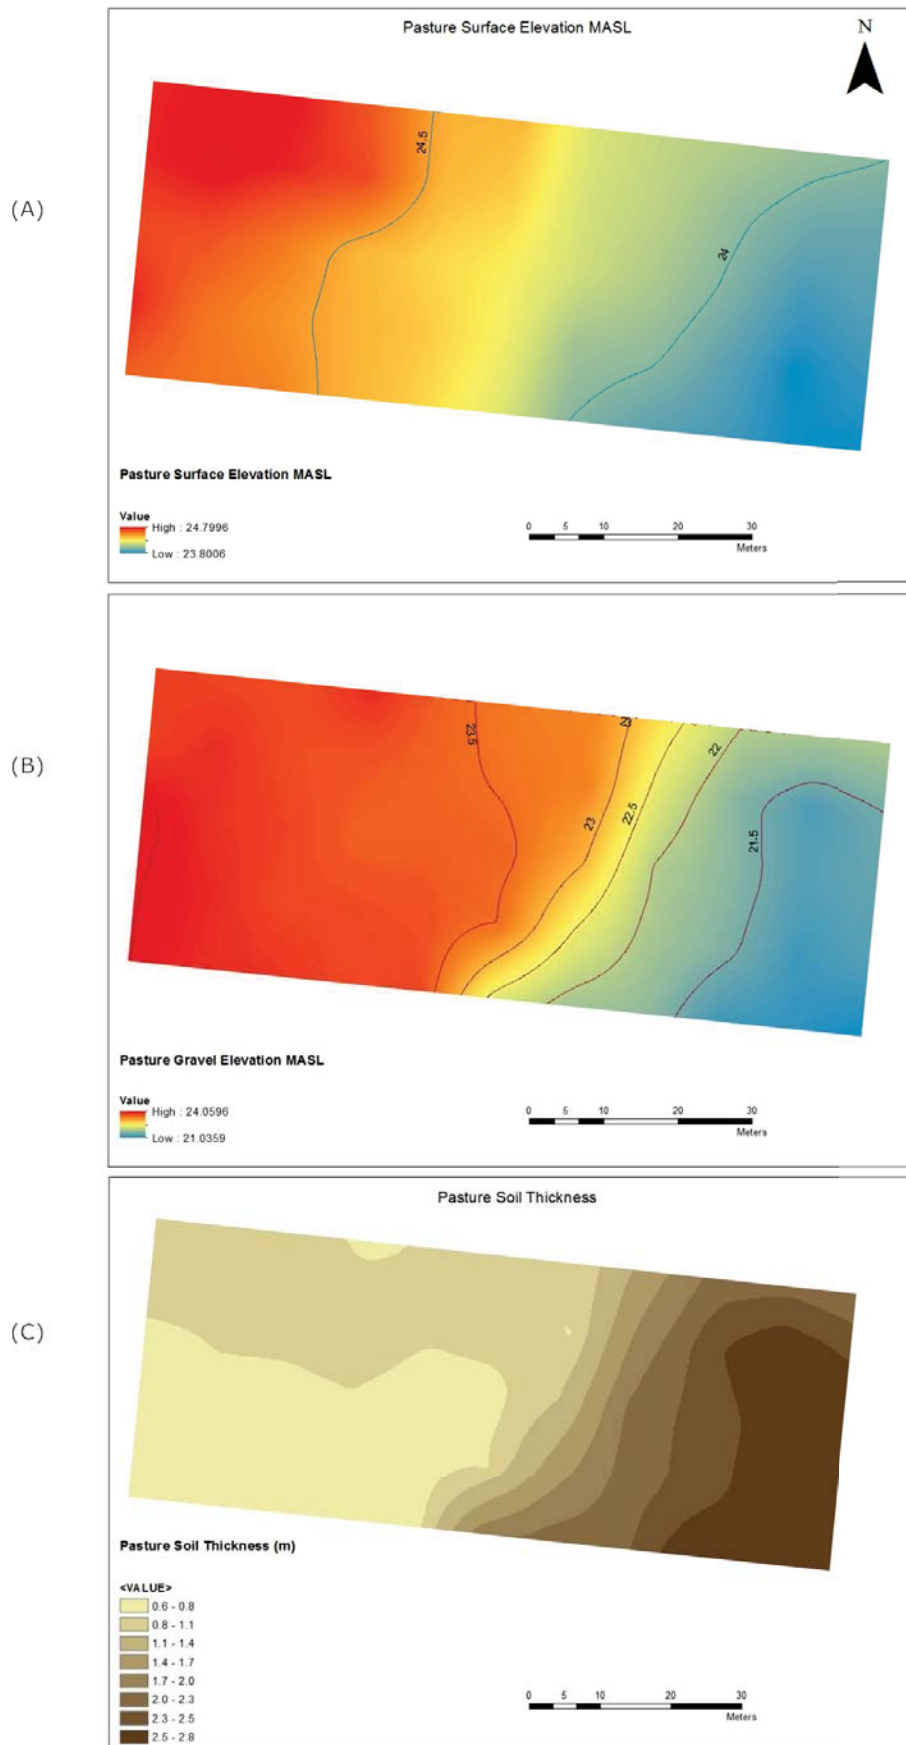 (A)
Pasture Surface Elevation MASL
N
24.5
24
Pasture Surface Elevation MASL
Value
High : 24.7996
Low : 23.8006
0 5 10 20 30
Meters
(B)
23.5
23
22.5
22
21.5
Pasture Gravel Elevation MASL
Value
High : 24.0596
Low : 21.0359
0 5 10 20 30
Meters
(C)
Pasture Soil Thickness
Pasture Soil Thickness (m)
<VALUE>
0.6 - 0.8
0.8 - 1.1
1.1 - 1.4
1.4 - 1.7
1.7 - 2.0
2.0 - 2.3
2.3 - 2.5
2.5 - 2.8
0 5 10 20 30
Meters